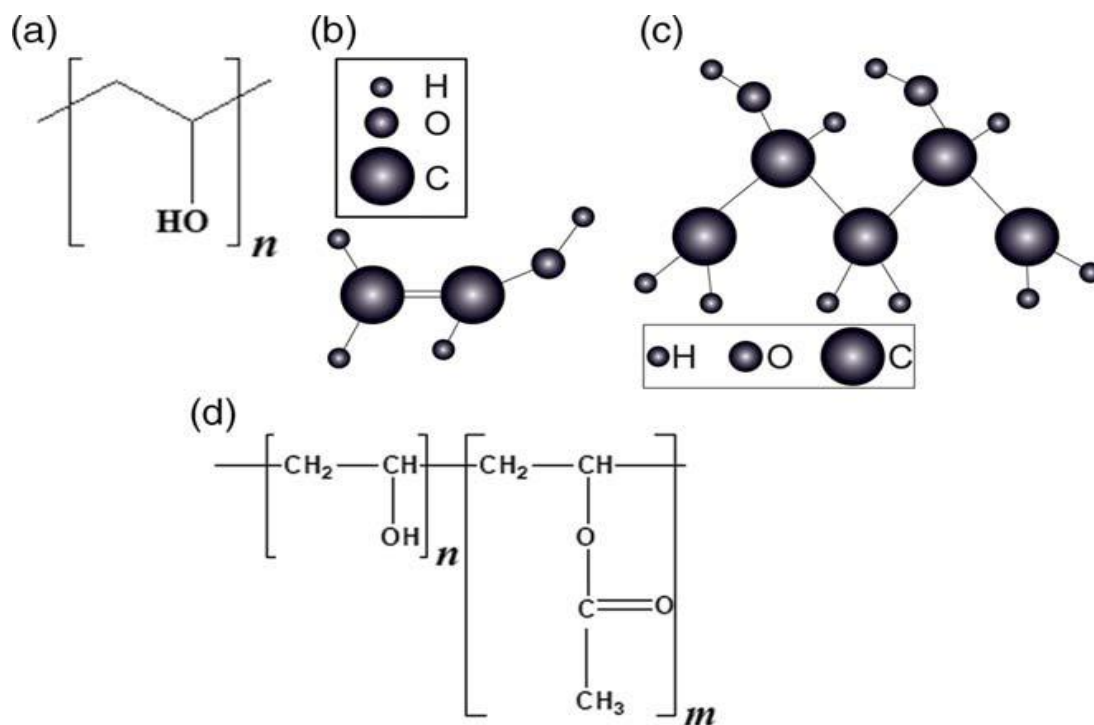 (a)
HO
n
(b)
H
O
C
(c)
H O C
(d)
CH₂ CH CH₂ CH
OH n
O
C O
CH₃
m